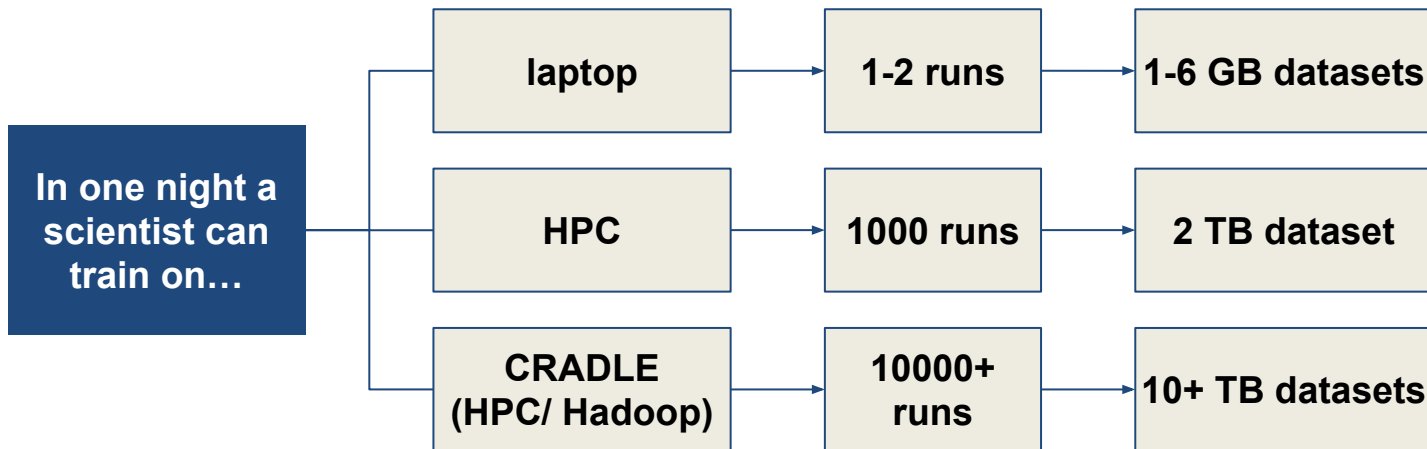 In one night a
scientist can
train on…
laptop
1-2 runs
1-6 GB datasets
HPC
1000 runs
2 TB dataset
CRADLE
(HPC/ Hadoop)
10000+
runs
10+ TB datasets